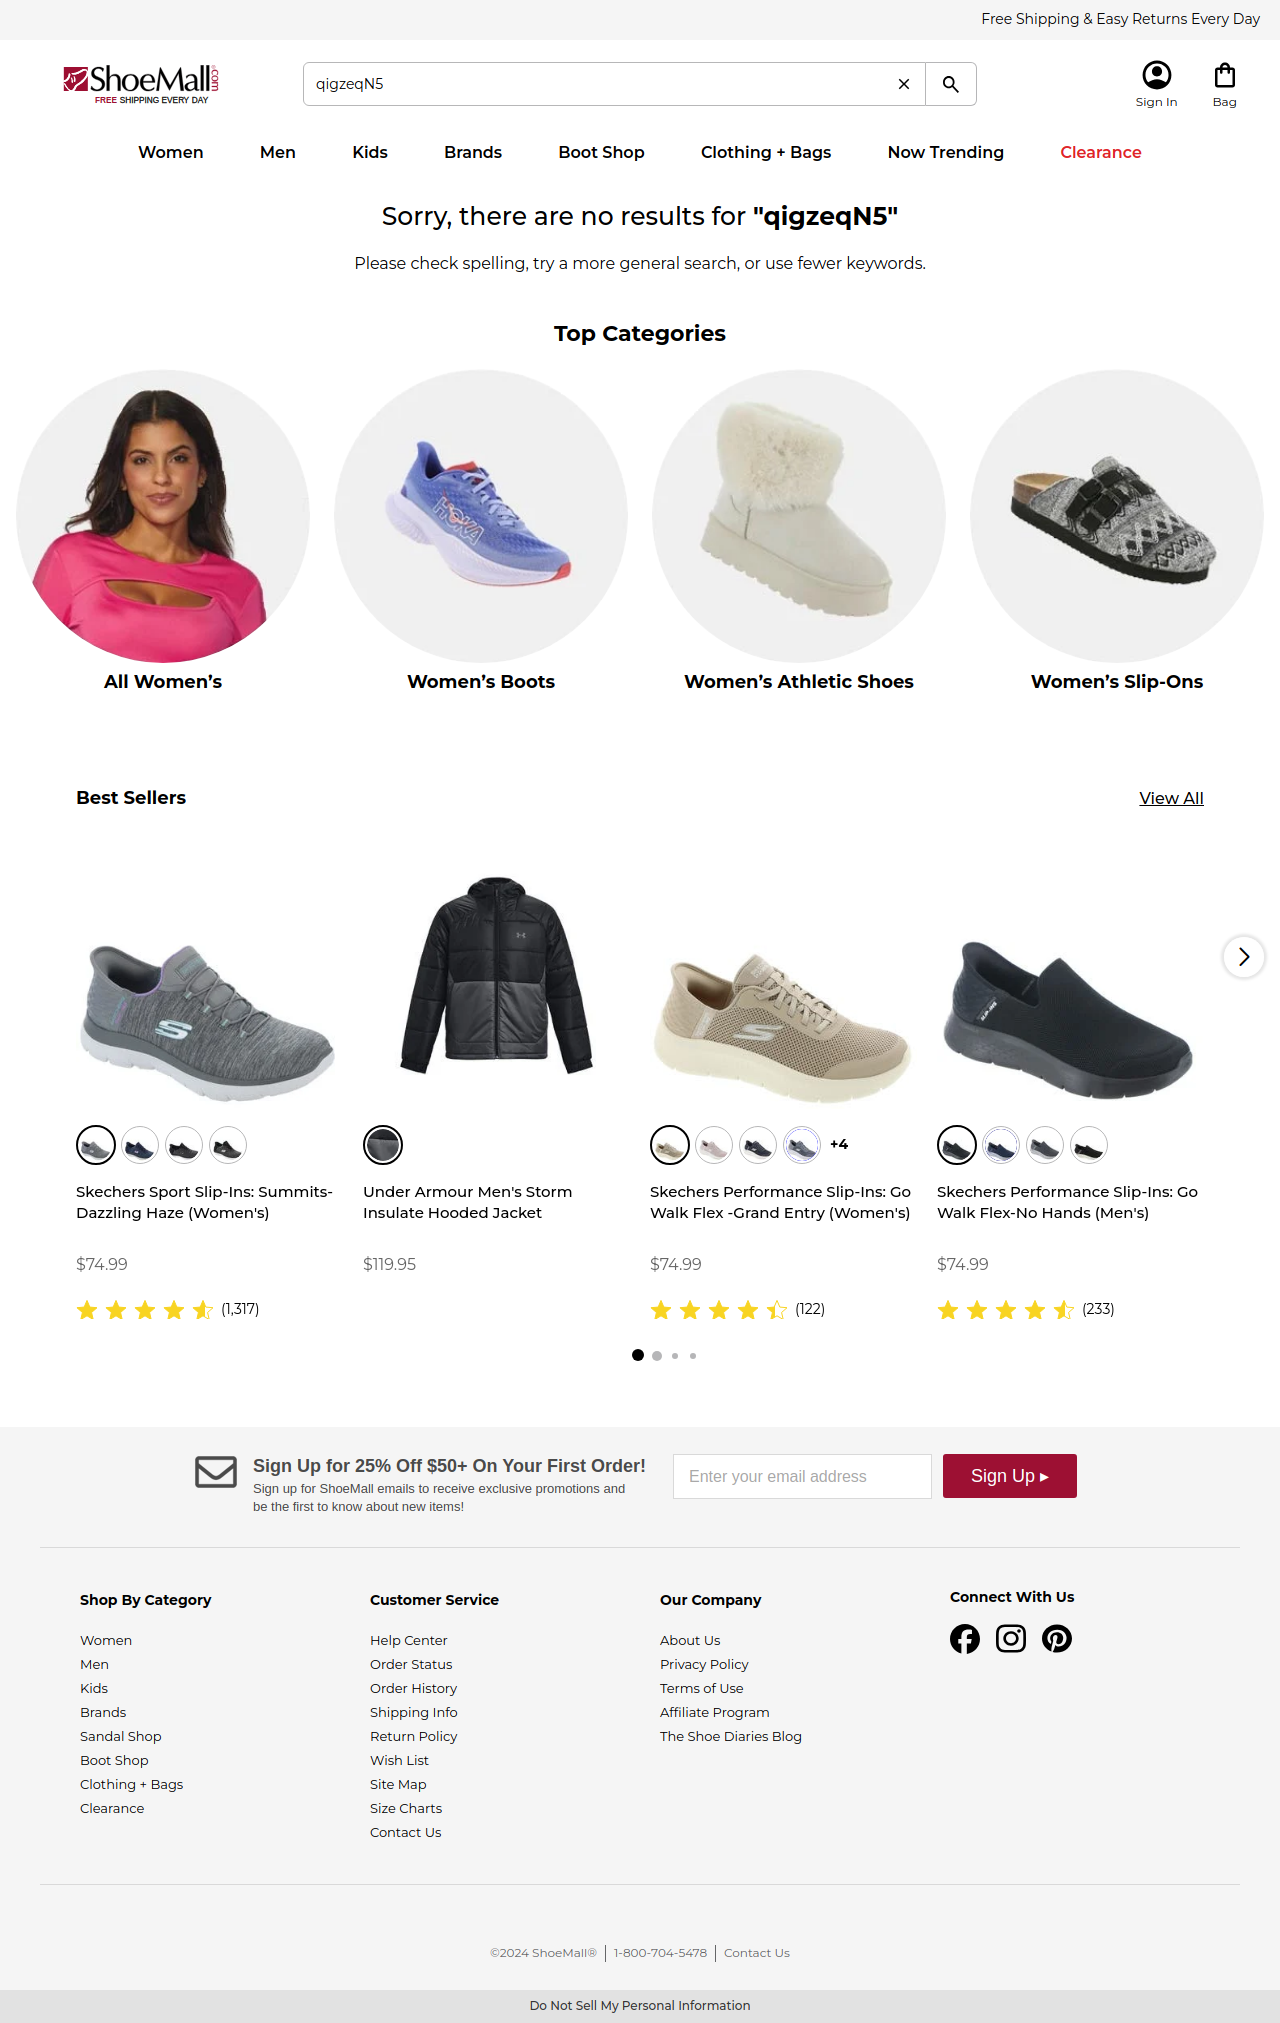 Free Shipping & Easy Returns Every Day
ShoeMall.com
FREE SHIPPING EVERY DAY
qigzeqN5
Sign In
Bag
Women
Men
Kids
Brands
Boot Shop
Clothing + Bags
Now Trending
Clearance
Sorry, there are no results for "qigzeqN5"
Please check spelling, try a more general search, or use fewer keywords.
Top Categories
HOKA
All Women’s
Women’s Boots
Women’s Athletic Shoes
Women’s Slip-Ons
Best Sellers
View All
+4
Skechers Sport Slip-Ins: Summits-
Dazzling Haze (Women's)
$74.99
(1,317)
Under Armour Men's Storm
Insulate Hooded Jacket
$119.95
Skechers Performance Slip-Ins: Go
Walk Flex -Grand Entry (Women's)
$74.99
(122)
Skechers Performance Slip-Ins: Go
Walk Flex-No Hands (Men's)
$74.99
(233)
Sign Up for 25% Off $50+ On Your First Order!
Sign up for ShoeMall emails to receive exclusive promotions and
be the first to know about new items!
Enter your email address
Sign Up ▸
Shop By Category
Women
Men
Kids
Brands
Sandal Shop
Boot Shop
Clothing + Bags
Clearance
Customer Service
Help Center
Order Status
Order History
Shipping Info
Return Policy
Wish List
Site Map
Size Charts
Contact Us
Our Company
About Us
Privacy Policy
Terms of Use
Affiliate Program
The Shoe Diaries Blog
Connect With Us
©2024 ShoeMall® | 1-800-704-5478 | Contact Us
Do Not Sell My Personal Information